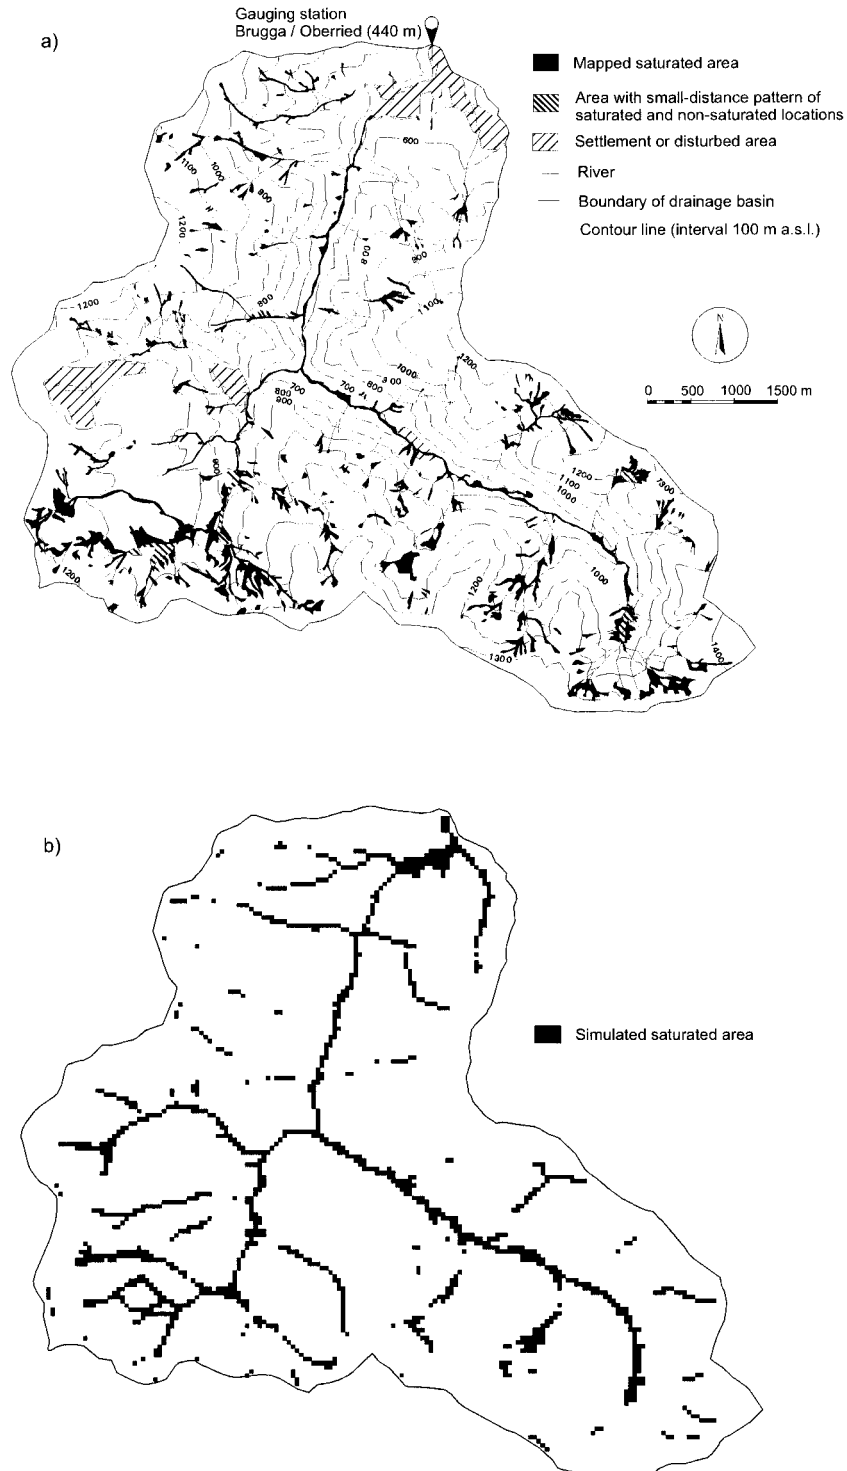 Gauging station
Brugga / Oberried (440 m)
a)
Mapped saturated area
Area with small-distance pattern of
saturated and non-saturated locations
Settlement or disturbed area
River
Boundary of drainage basin
Contour line (interval 100 m a.s.l.)
600
1100
1000
800
1200
800
900
1100
1200
800
N
1200
1000
900
800
700
700
800
900
0 500 1000 1500 m
1200
1100
1000
1300
800
1200
1200
1000
1300
1400
b)
Simulated saturated area